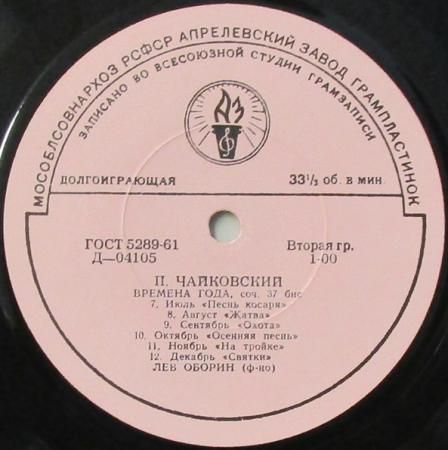 МОСОБЛСОВНАРХОЗ РСФСР АПРЕЛЕВСКИЙ ЗАВОД ГРАМПЛАСТИНОК
ЗАПИСАНО ВО ВСЕСОЮЗНОЙ СТУДИИ ГРАМЗАПИСИ
АЗ
ДОЛГОИГРАЮЩАЯ 33⅓ об. в мин.
ГОСТ 5289-61 Вторая гр.
Д—04105 1-00
П. ЧАЙКОВСКИЙ
ВРЕМЕНА ГОДА, соч. 37 бис
7. Июль «Песнь косаря»
8. Август «Жатва»
9. Сентябрь «Охота»
10. Октябрь «Осенняя песнь»
11. Ноябрь «На тройке»
12. Декабрь «Святки»
ЛЕВ ОБОРИН (ф-но)